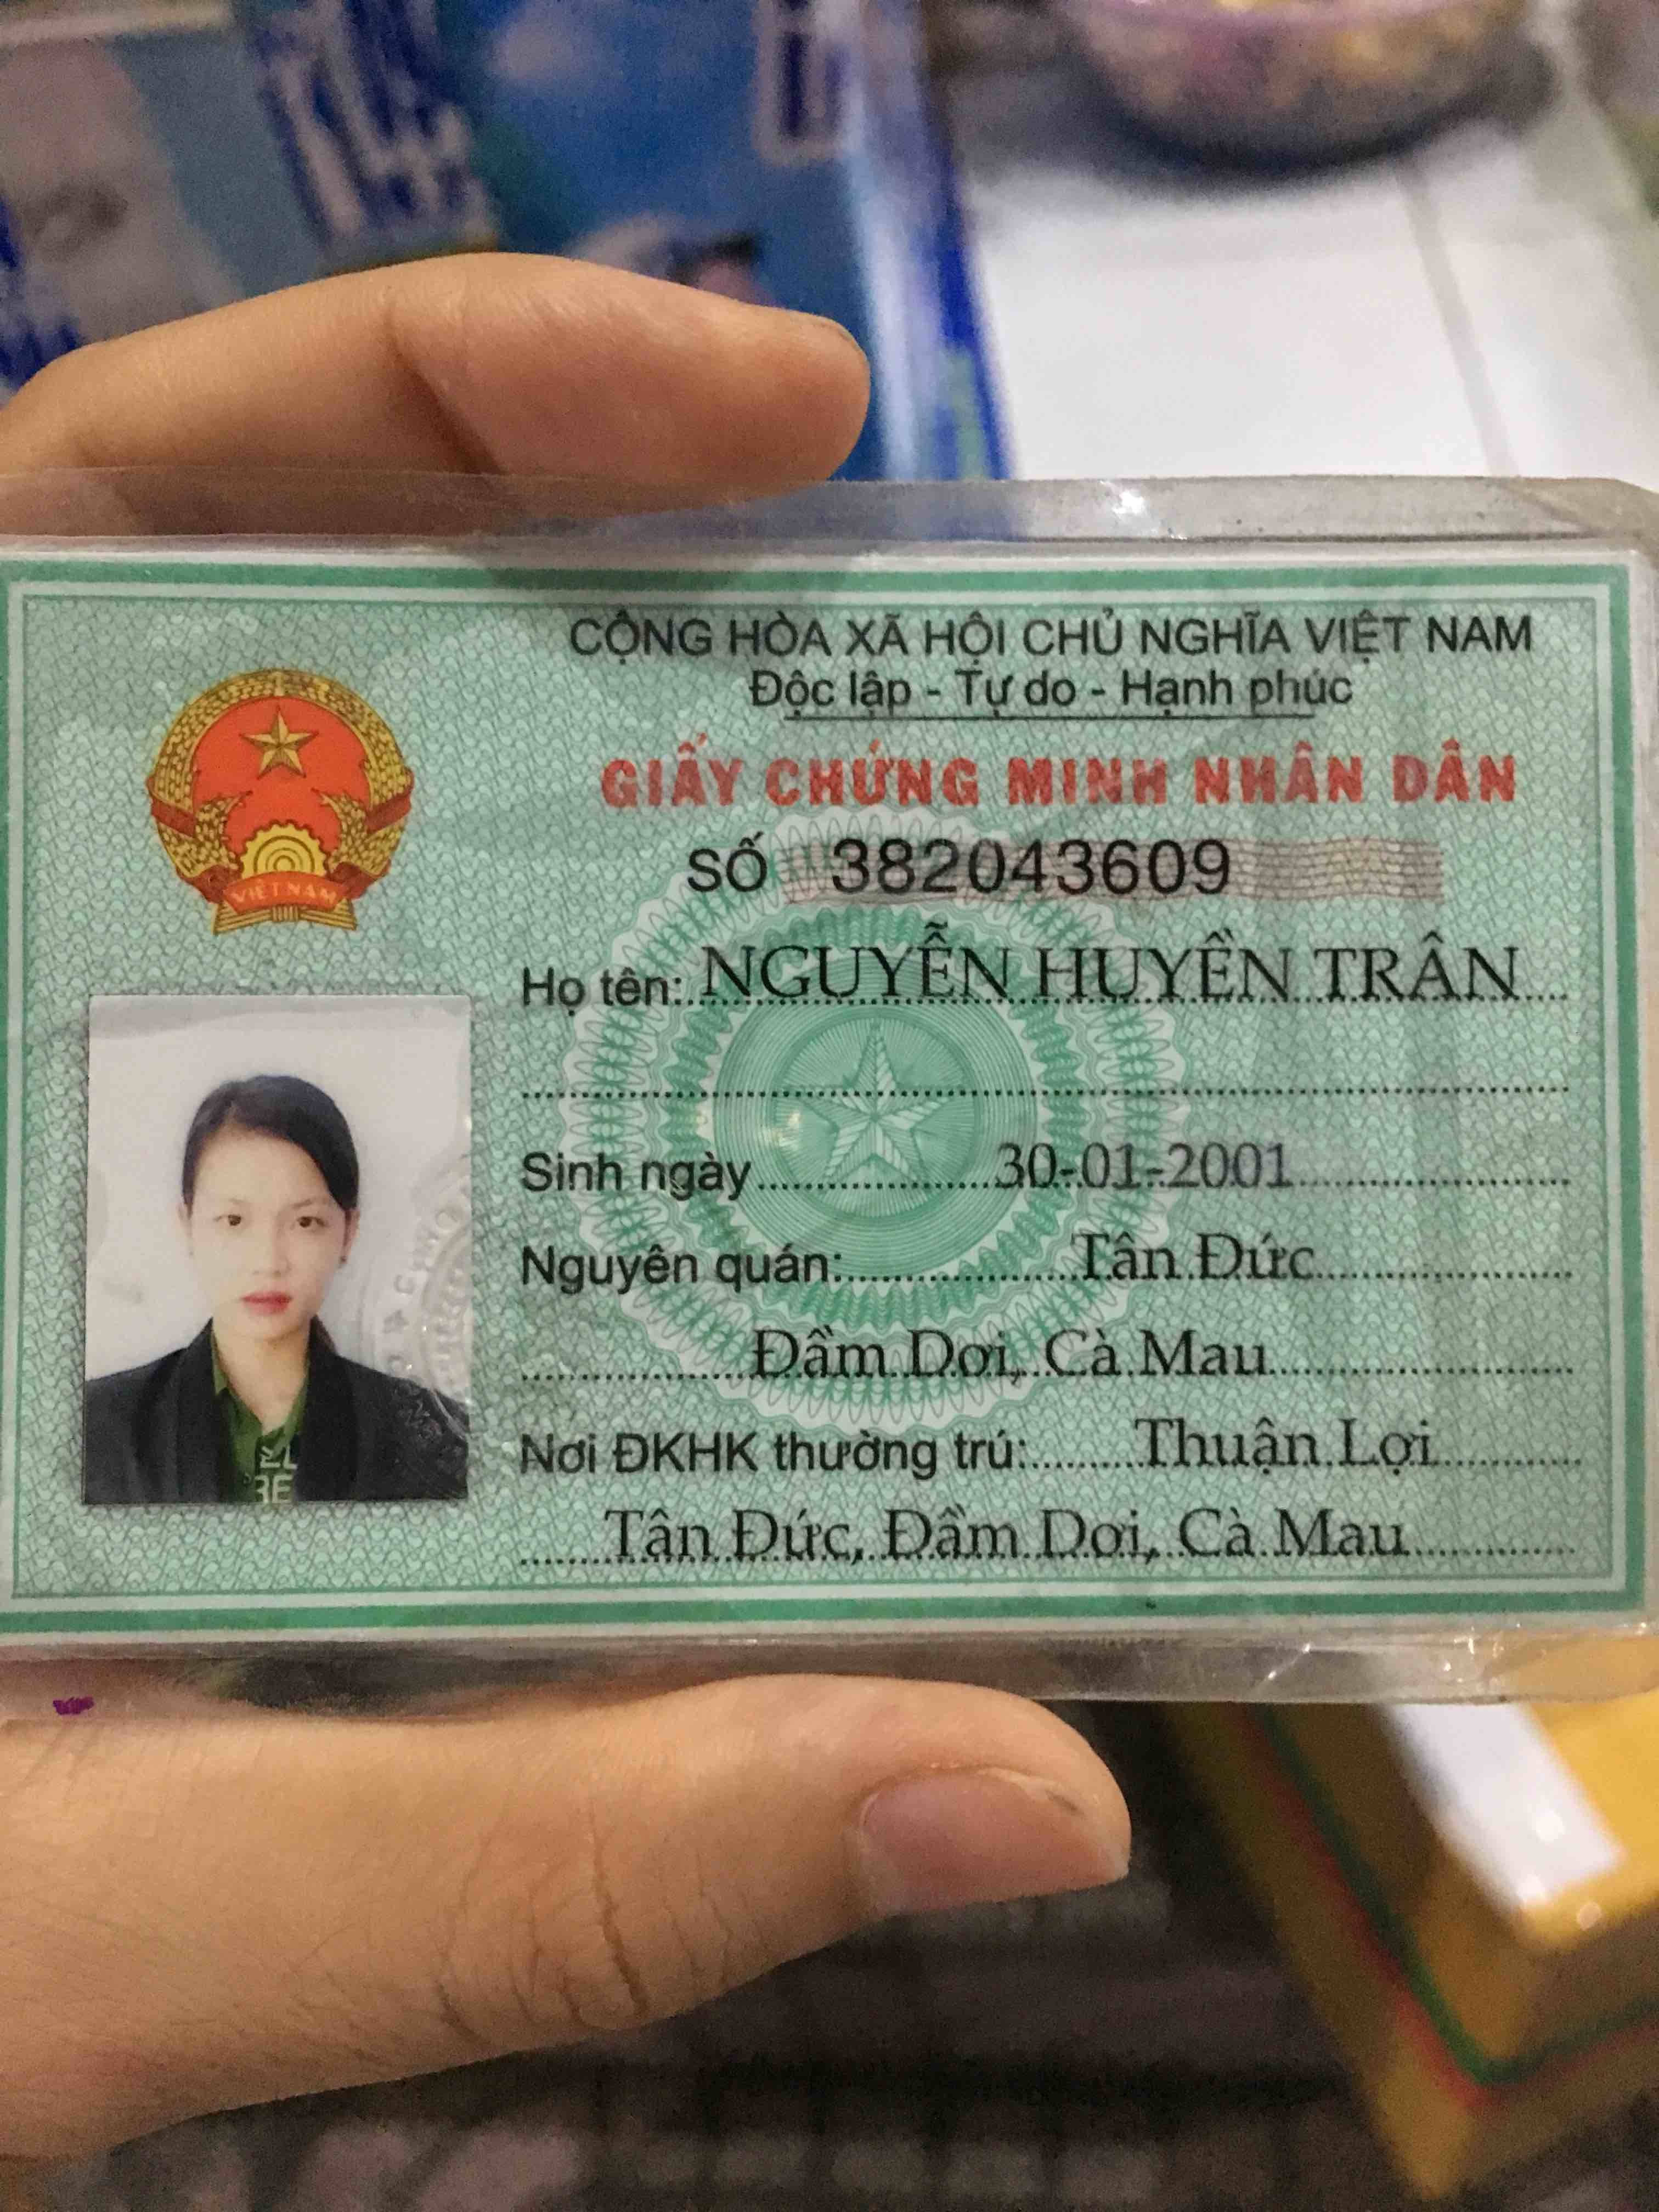 CỘNG HÒA XÃ HỘI CHỦ NGHĨA VIỆT NAM
Độc lập - Tự do - Hạnh phúc
GIẤY CHỨNG MINH NHÂN DÂN
SỐ 382043609
Họ tên: NGUYỄN HUYỀN TRÂN
Sinh ngày 30-01-2001
Nguyên quán: Tân Đức
Đầm Dơi, Cà Mau
Nơi ĐKHK thường trú: Thuận Lợi
Tân Đức, Đầm Dơi, Cà Mau
VIỆT NAM